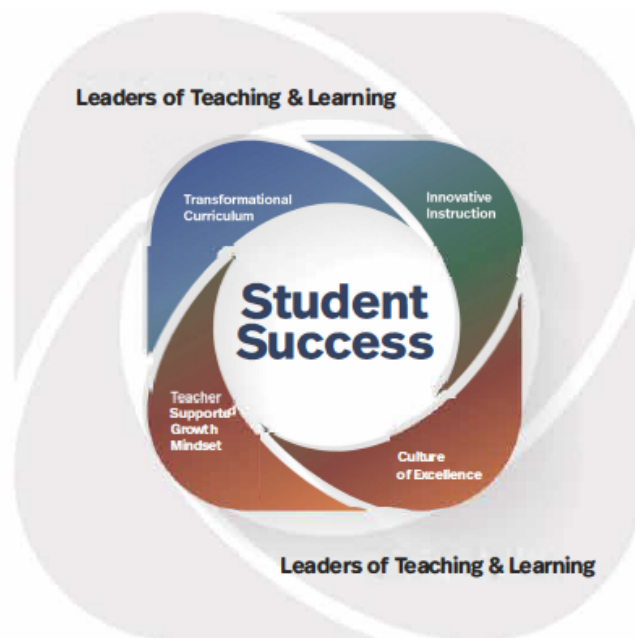 Leaders of Teaching & Learning
Transformational
Curriculum
Innovative
Instruction
Student
Success
Teacher
Supported
Growth
Mindset
Culture
of Excellence
Leaders of Teaching & Learning